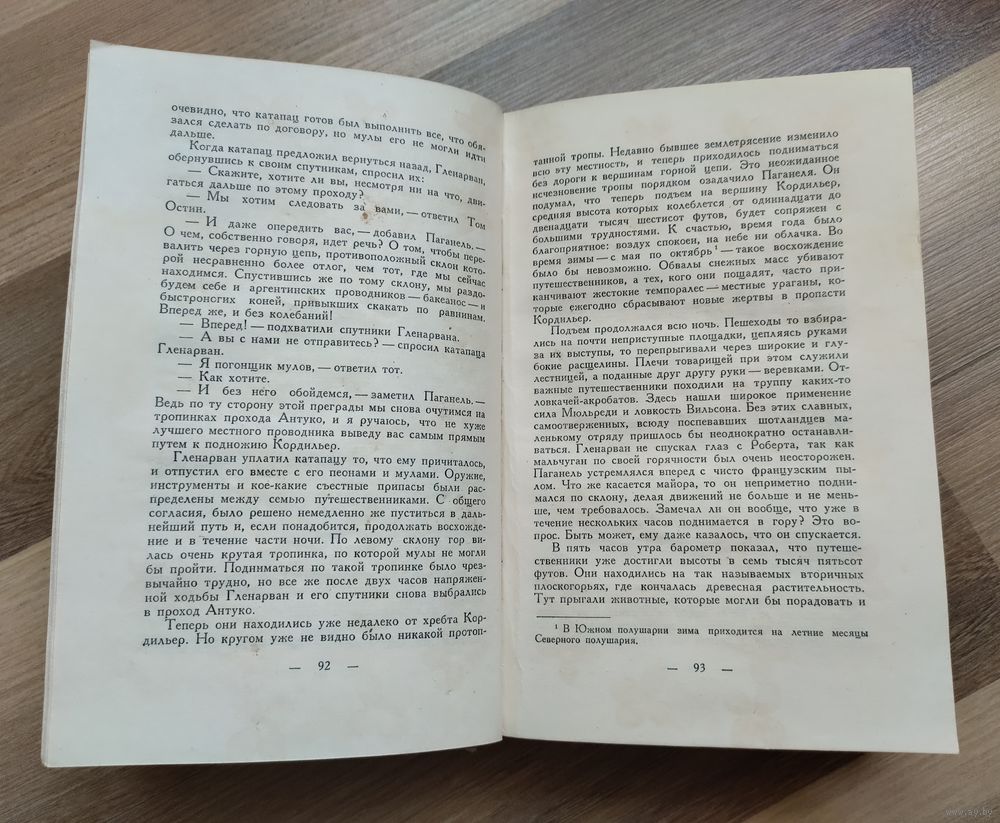 очевидно, что катапац готов был выполнить все, что обя-
зался сделать по договору, но мулы его не могли идти
дальше.
Когда катапац предложил вернуться назад, Гленарван,
обернувшись к своим спутникам, спросил их:
— Скажите, хотите ли вы, несмотря ни на что, дви-
гаться дальше по этому проходу?
— Мы хотим следовать за вами, — ответил Том
Остин.
— И даже опередить вас, — добавил Паганель. —
О чем, собственно говоря, идет речь? О том, чтобы пере-
валить через горную цепь, противоположный склон кото-
рой несравненно более отлог, чем тот, где мы сейчас
находимся. Спустившись же по тому склону, мы раздо-
будем себе и аргентинских проводников — бакеанос — и
быстроногих коней, привыкших скакать по равнинам.
Вперед же, и без колебаний!
— Вперед! — подхватили спутники Гленарвана.
— А вы с нами не отправитесь? — спросил катапаца
Гленарван.
— Я погонщик мулов, — ответил тот.
— Как хотите.
— И без него обойдемся, — заметил Паганель. —
Ведь по ту сторону этой преграды мы снова очутимся на
тропинках прохода Антуко, и я ручаюсь, что не хуже
лучшего местного проводника выведу вас самым прямым
путем к подножию Кордильер.
Гленарван уплатил катапацу то, что ему причиталось,
и отпустил его вместе с его пеонами и мулами. Оружие,
инструменты и кое-какие съестные припасы были рас-
пределены между семью путешественниками. С общего
согласия, было решено немедленно же пуститься в даль-
нейший путь и, если понадобится, продолжать восхожде-
ние и в течение части ночи. По левому склону гор ви-
лась очень крутая тропинка, по которой мулы не могли
бы пройти. Подниматься по такой тропинке было чрез-
вычайно трудно, но все же после двух часов напряжен-
ной ходьбы Гленарван и его спутники снова выбрались
в проход Антуко.
Теперь они находились уже недалеко от хребта Кор-
дильер. Но кругом уже не видно было никакой протоп-
— 92 —
танной тропы. Недавно бывшее землетрясение изменило
всю эту местность, и теперь приходилось подниматься
без дороги к вершинам горной цепи. Это неожиданное
исчезновение тропы порядком озадачило Паганеля. Он
подумал, что теперь подъем на вершину Кордильер,
средняя высота которых колеблется от одиннадцати до
двенадцати тысяч шестисот футов, будет сопряжен с
большими трудностями. К счастью, время года было
благоприятное: воздух спокоен, на небе ни облачка. Во
время зимы — с мая по октябрь ¹ — такое восхождение
было бы невозможно. Обвалы снежных масс убивают
путешественников, а тех, кого они пощадят, часто при-
канчивают жестокие темпоралес — местные ураганы, ко-
торые ежегодно сбрасывают новые жертвы в пропасти
Кордильер.
Подъем продолжался всю ночь. Пешеходы то взбира-
лись на почти неприступные площадки, цепляясь руками
за их выступы, то перепрыгивали через широкие и глу-
бокие расщелины. Плечи товарищей при этом служили
лестницей, а поданные друг другу руки — веревками. От-
важные путешественники походили на труппу каких-то
ловкачей-акробатов. Здесь нашли широкое применение
сила Мюльреди и ловкость Вильсона. Без этих славных,
самоотверженных, всюду поспевавших шотландцев ма-
ленькому отряду пришлось бы неоднократно останавли-
ваться. Гленарван не спускал глаз с Роберта, так как
мальчуган по своей горячности был очень неосторожен.
Паганель устремлялся вперед с чисто французским пы-
лом. Что же касается майора, то он неприметно подни-
мался по склону, делая движений не больше и не мень-
ше, чем требовалось. Замечал ли он вообще, что уже в
течение нескольких часов поднимается в гору? Это во-
прос. Быть может, ему даже казалось, что он спускается.
В пять часов утра барометр показал, что путеше-
ственники уже достигли высоты в семь тысяч пятьсот
футов. Они находились на так называемых вторичных
плоскогорьях, где кончалась древесная растительность.
Тут прыгали животные, которые могли бы порадовать и
¹ В Южном полушарии зима приходится на летние месяцы
Северного полушария.
— 93 —
www.ay.by